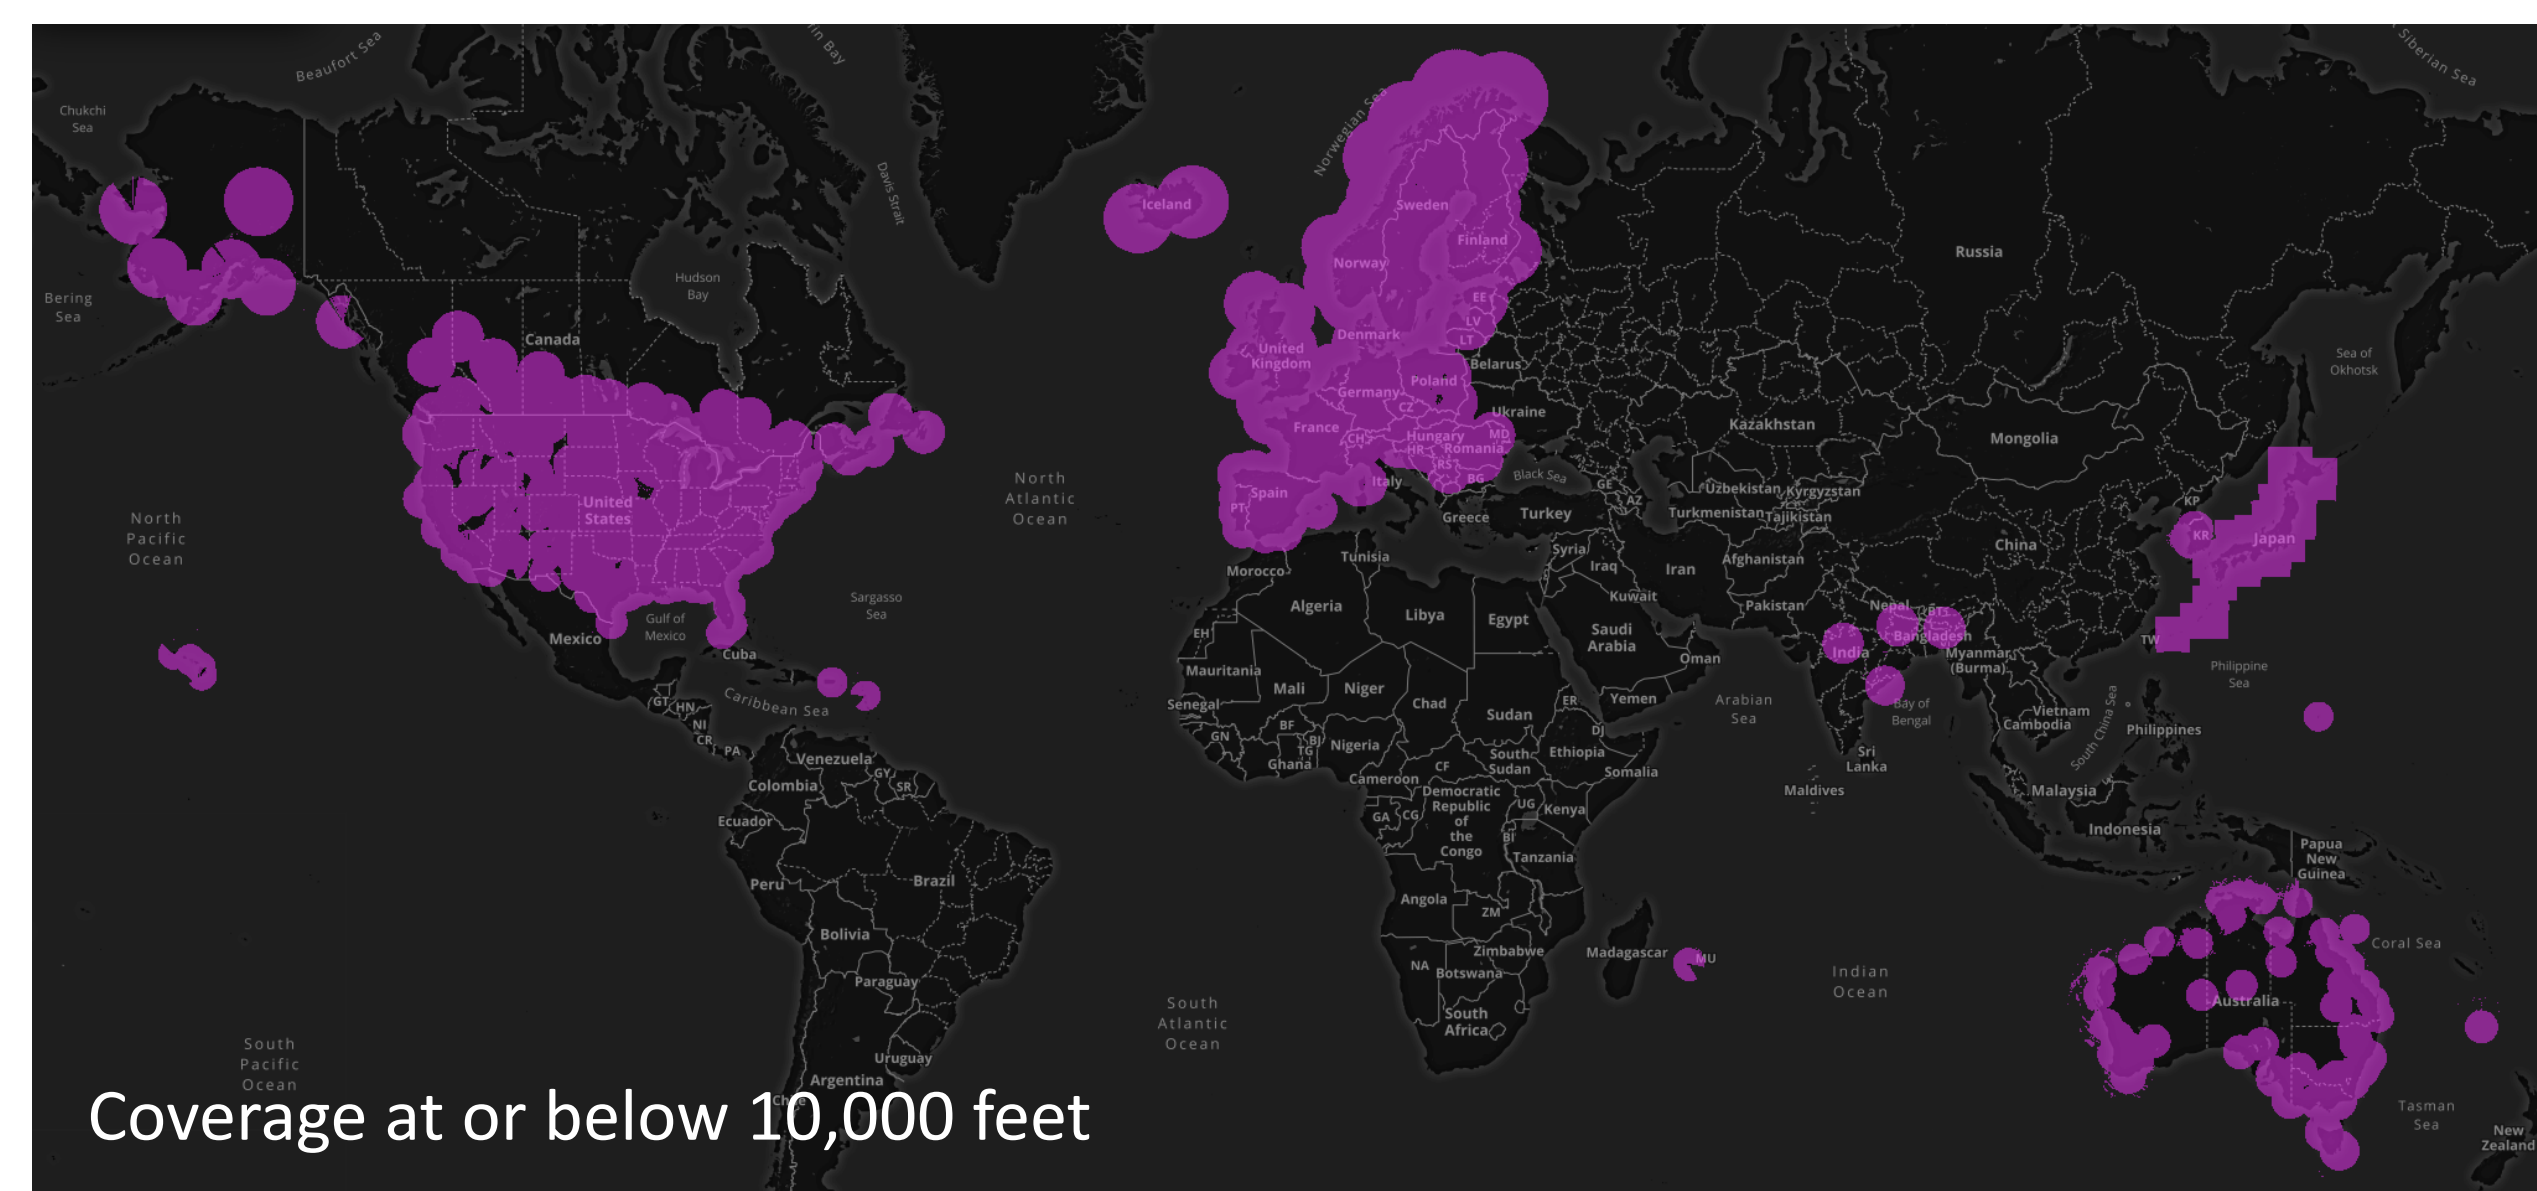 Beaufort Sea
Siberian Sea
Chukchi
Sea
Norwegian Sea
Davis Strait
Iceland
Sweden
Finland
Norway
Russia
Hudson
Bay
Bering
Sea
EE
LV
LT
Denmark
Canada
United
Kingdom
Belarus
Sea of
Okhotsk
Poland
Germany
CZ
Ukraine
France
CH
Hungary
MD
HR
Romania
RS
BG
Kazakhstan
Mongolia
Black Sea
Italy
GE
AZ
Uzbekistan
Kyrgyzstan
Turkmenistan
Tajikistan
KP
North
Atlantic
Ocean
United
States
Spain
PT
Greece
Turkey
North
Pacific
Ocean
KR
Japan
China
Tunisia
Syria
Morocco
Iraq
Iran
Afghanistan
Kuwait
Pakistan
Nepal
BT
Bangladesh
Sargasso
Sea
Gulf of
Mexico
Mexico
Cuba
Algeria
Libya
Egypt
Saudi
Arabia
EH
Oman
India
Myanmar
(Burma)
TW
Philippine
Sea
Mauritania
Mali
Niger
Chad
Sudan
ER
Yemen
Arabian
Sea
Bay of
Bengal
Vietnam
Cambodia
South China Sea
Philippines
Caribbean Sea
GT
HN
NI
CR
PA
Senegal
GN
BF
BJ
TG
Ghana
Nigeria
DJ
Ethiopia
South
Sudan
Somalia
CF
Cameroon
Sri
Lanka
Maldives
Malaysia
Indonesia
Venezuela
Colombia
GY
SR
Ecuador
Democratic
Republic
of
the
Congo
GA
CG
UG
Kenya
BI
Tanzania
Papua
New
Guinea
Peru
Brazil
Angola
ZM
Bolivia
Zimbabwe
Madagascar
MU
Coral Sea
NA
Botswana
Paraguay
Indian
Ocean
Australia
South
Atlantic
Ocean
South
Africa
South
Pacific
Ocean
Uruguay
Argentina
Chile
Tasman
Sea
New
Zealand
Coverage at or below 10,000 feet